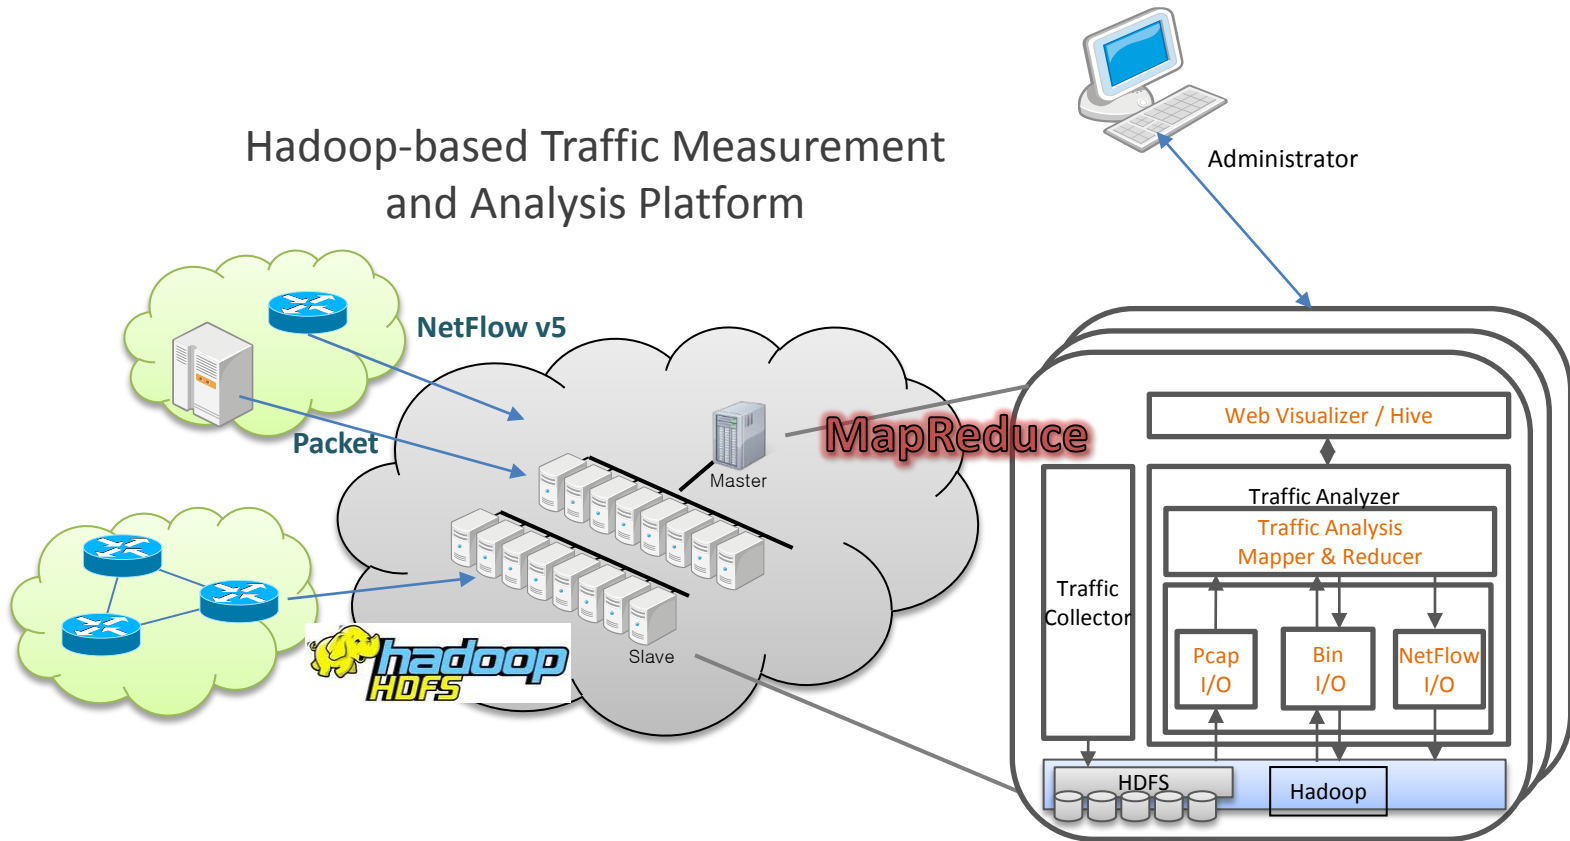 Hadoop-based Traffic Measurement
and Analysis Platform
Administrator
NetFlow v5
Packet
MapReduce
Master
Slave
hadoop
HDFS
Web Visualizer / Hive
Traffic Analyzer
Traffic Analysis
Mapper & Reducer
Traffic
Collector
Pcap
I/O
Bin
I/O
NetFlow
I/O
HDFS
Hadoop